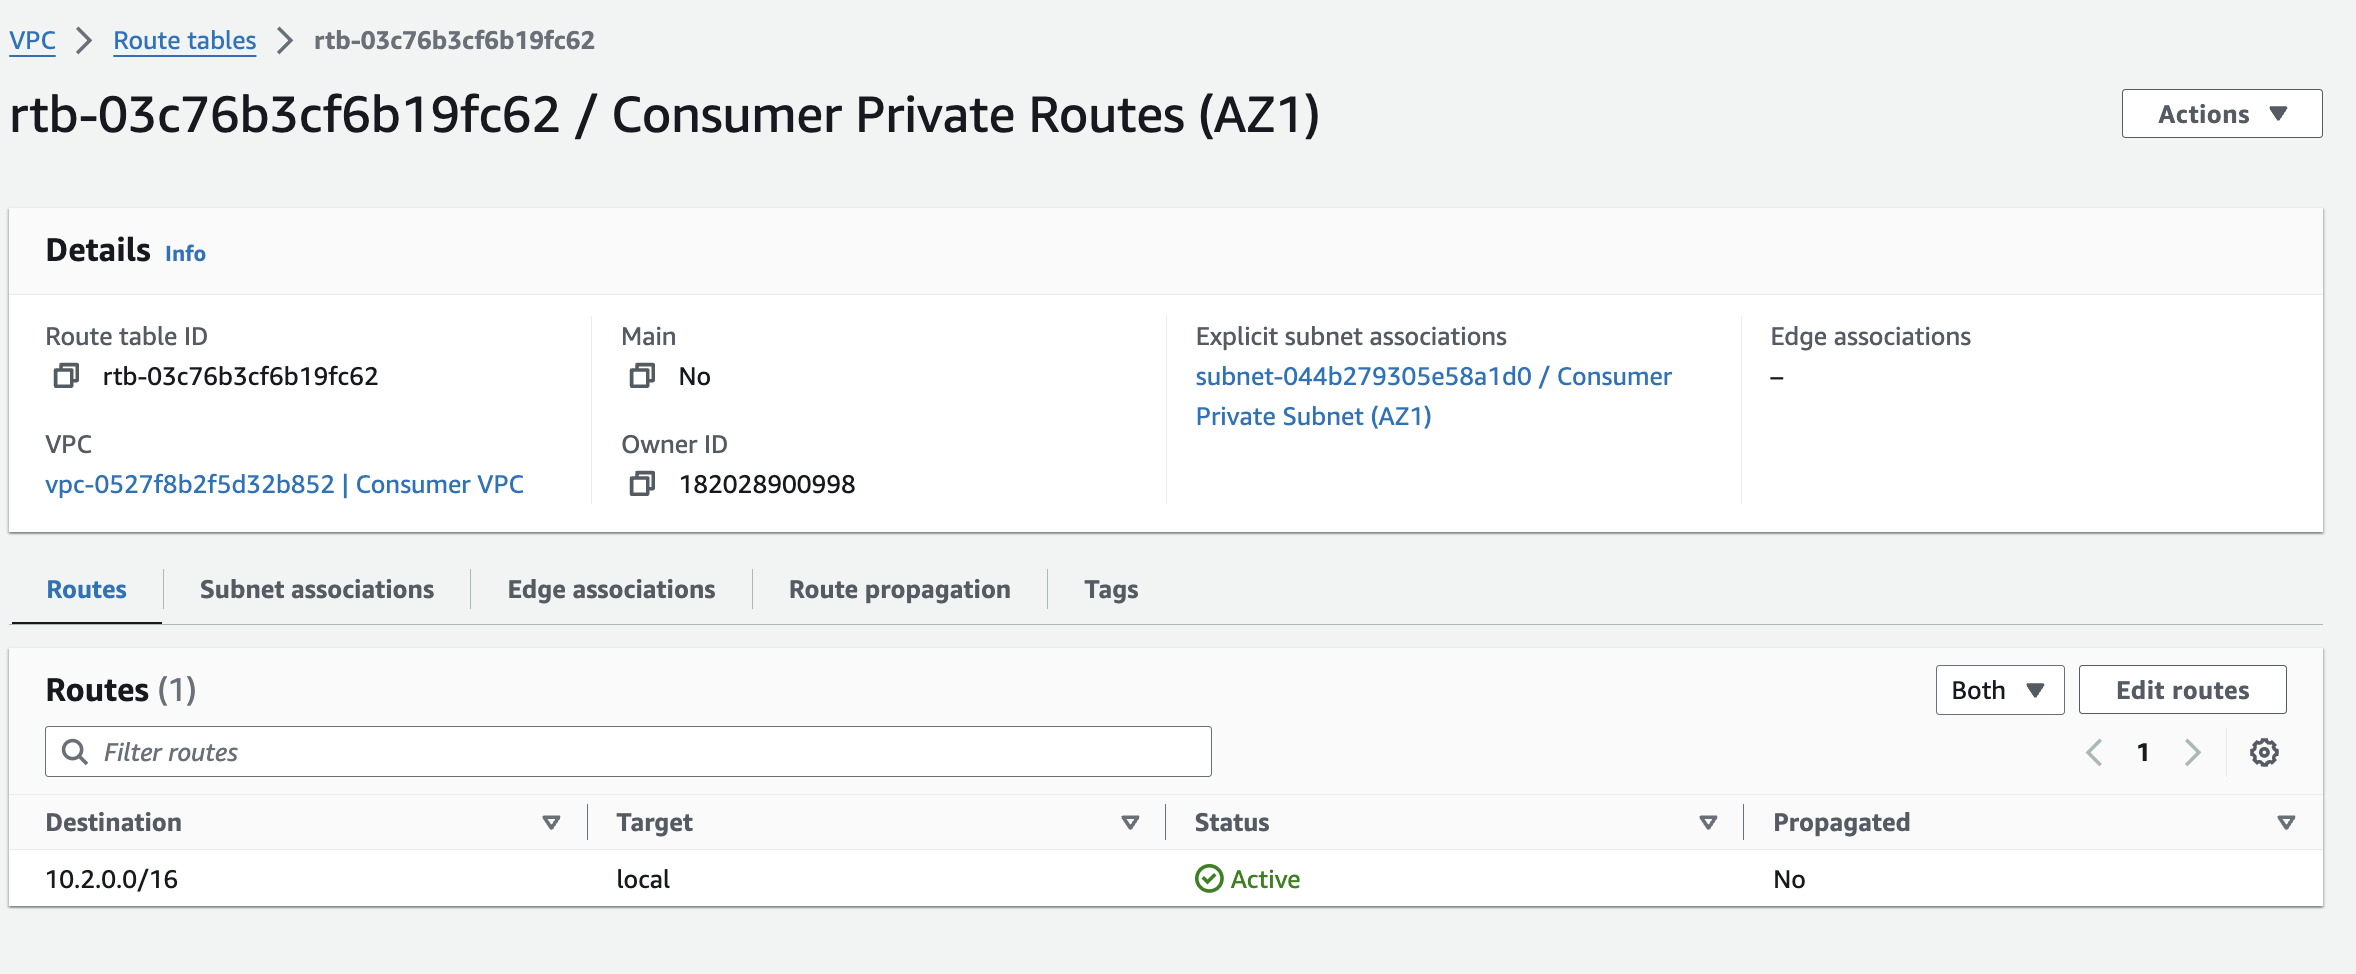 VPC > Route tables > rtb-03c76b3cf6b19fc62
rtb-03c76b3cf6b19fc62 / Consumer Private Routes (AZ1)
Actions
Details Info
Route table ID
rtb-03c76b3cf6b19fc62
Main
No
Explicit subnet associations
subnet-044b279305e58a1d0 / Consumer
Private Subnet (AZ1)
Edge associations
–
VPC
vpc-0527f8b2f5d32b852 | Consumer VPC
Owner ID
182028900998
Routes
Subnet associations
Edge associations
Route propagation
Tags
Routes (1)
Both
Edit routes
Filter routes
1
Destination
Target
Status
Propagated
10.2.0.0/16
local
Active
No